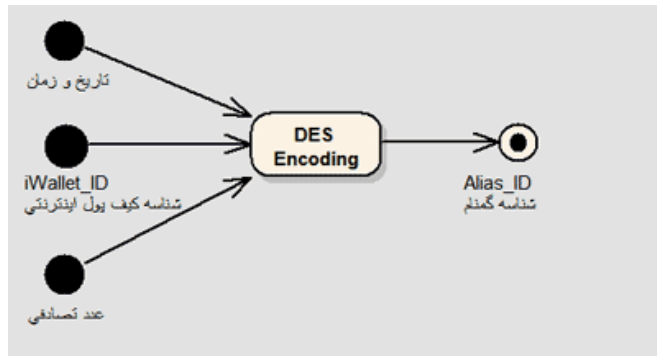 تاریخ و زمان
DES
Encoding
iWallet_ID
شناسه کیف پول اینترنتی
Alias_ID
شناسه گمنام
عدد تصادفی